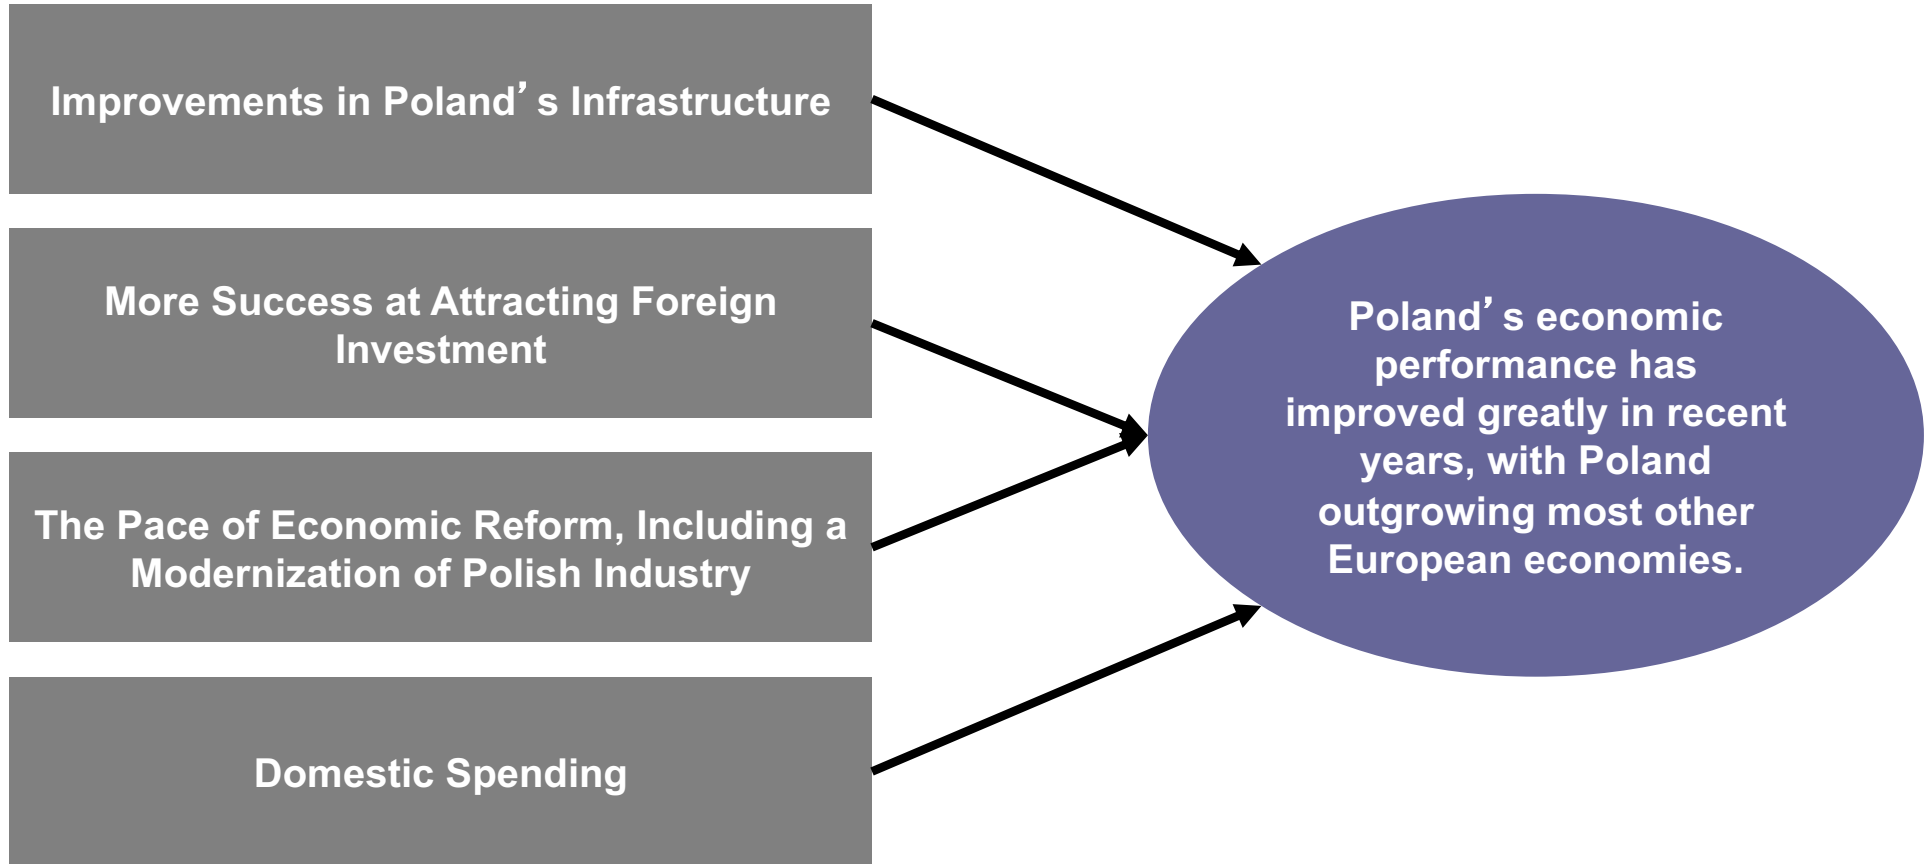 Improvements in Poland’s Infrastructure
More Success at Attracting Foreign
Investment
The Pace of Economic Reform, Including a
Modernization of Polish Industry
Domestic Spending
Poland’s economic
performance has
improved greatly in recent
years, with Poland
outgrowing most other
European economies.